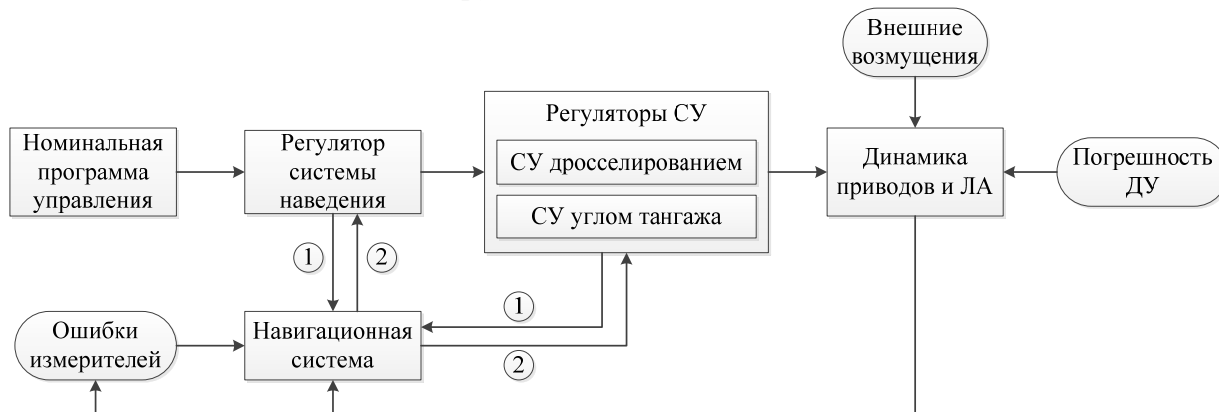 Внешние
возмущения
Регуляторы СУ
Номинальная
программа
управления
Регулятор
системы
наведения
СУ дросселированием
СУ углом тангажа
Динамика
приводов и ЛА
Погрешность
ДУ
1
2
1
2
Ошибки
измерителей
Навигационная
система